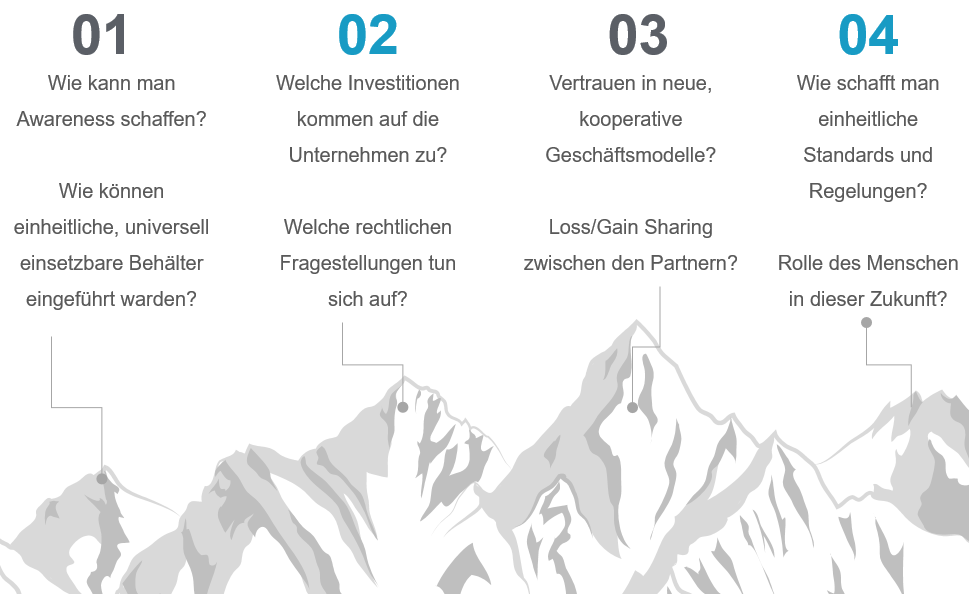 01
Wie kann man
Awareness schaffen?
Wie können
einheitliche, universell
einsetzbare Behälter
eingeführt warden?
02
Welche Investitionen
kommen auf die
Unternehmen zu?
Welche rechtlichen
Fragestellungen tun
sich auf?
03
Vertrauen in neue,
kooperative
Geschäftsmodelle?
Loss/Gain Sharing
zwischen den Partnern?
04
Wie schafft man
einheitliche
Standards und
Regelungen?
Rolle des Menschen
in dieser Zukunft?